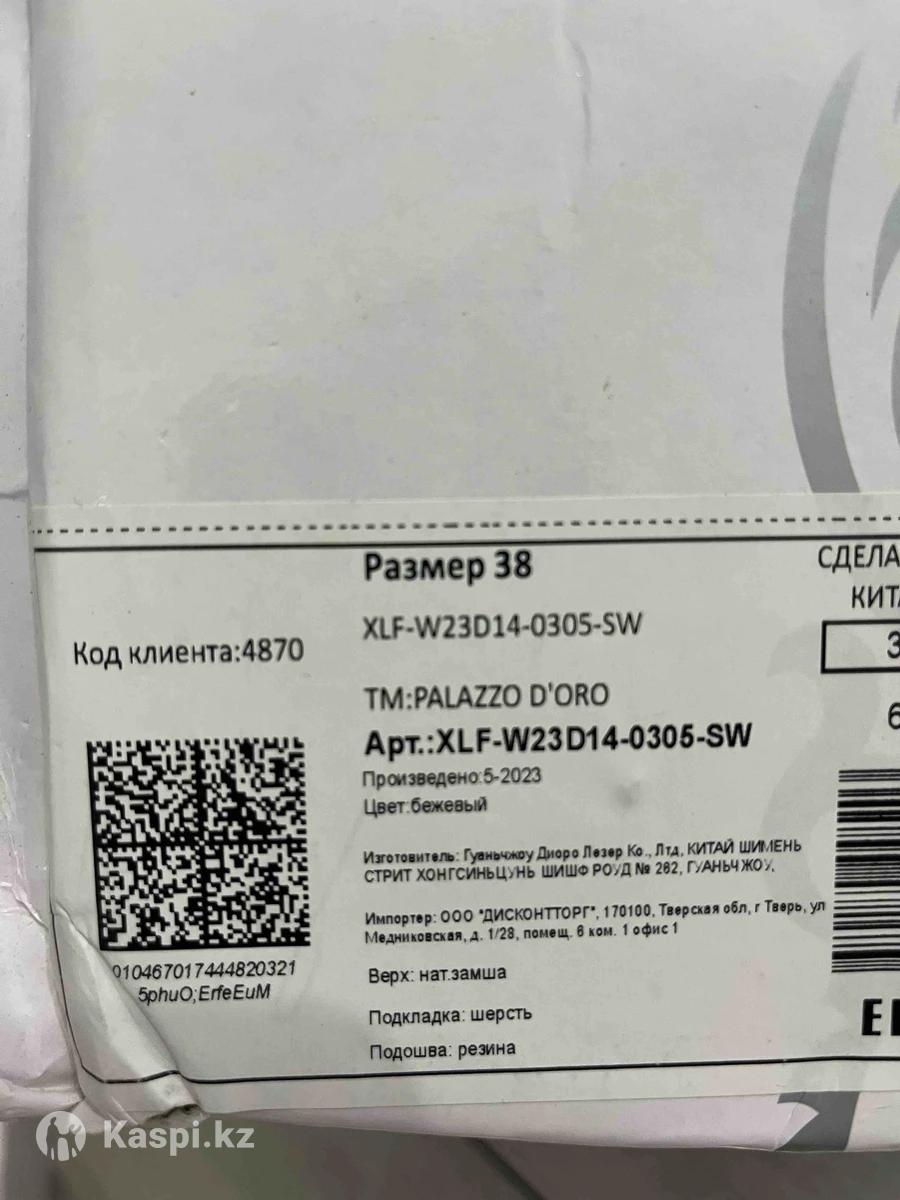 Размер 38
СДЕЛА
КИТА
XLF-W23D14-0305-SW
Код клиента:4870
3
TM:PALAZZO D'ORO
6
Арт.:XLF-W23D14-0305-SW
Произведено:5-2023
Цвет:бежевый
Изготовитель: Гуаньчжоу Диоро Лезер Ко., Лтд, КИТАЙ ШИМЕНЬ
СТРИТ ХОНГСИНЬЦУНЬ ШИШФ РОУД № 262, ГУАНЬЧЖОУ,
Импортер: ООО "ДИСКОНТТОРГ", 170100, Тверская обл, г Тверь, ул
Медниковская, д. 1/28, помещ. 6 ком. 1 офис 1
010467017444820321
5phuO;ErfeEuM
Верх: нат.замша
Подкладка: шерсть
Подошва: резина
Kaspi.kz